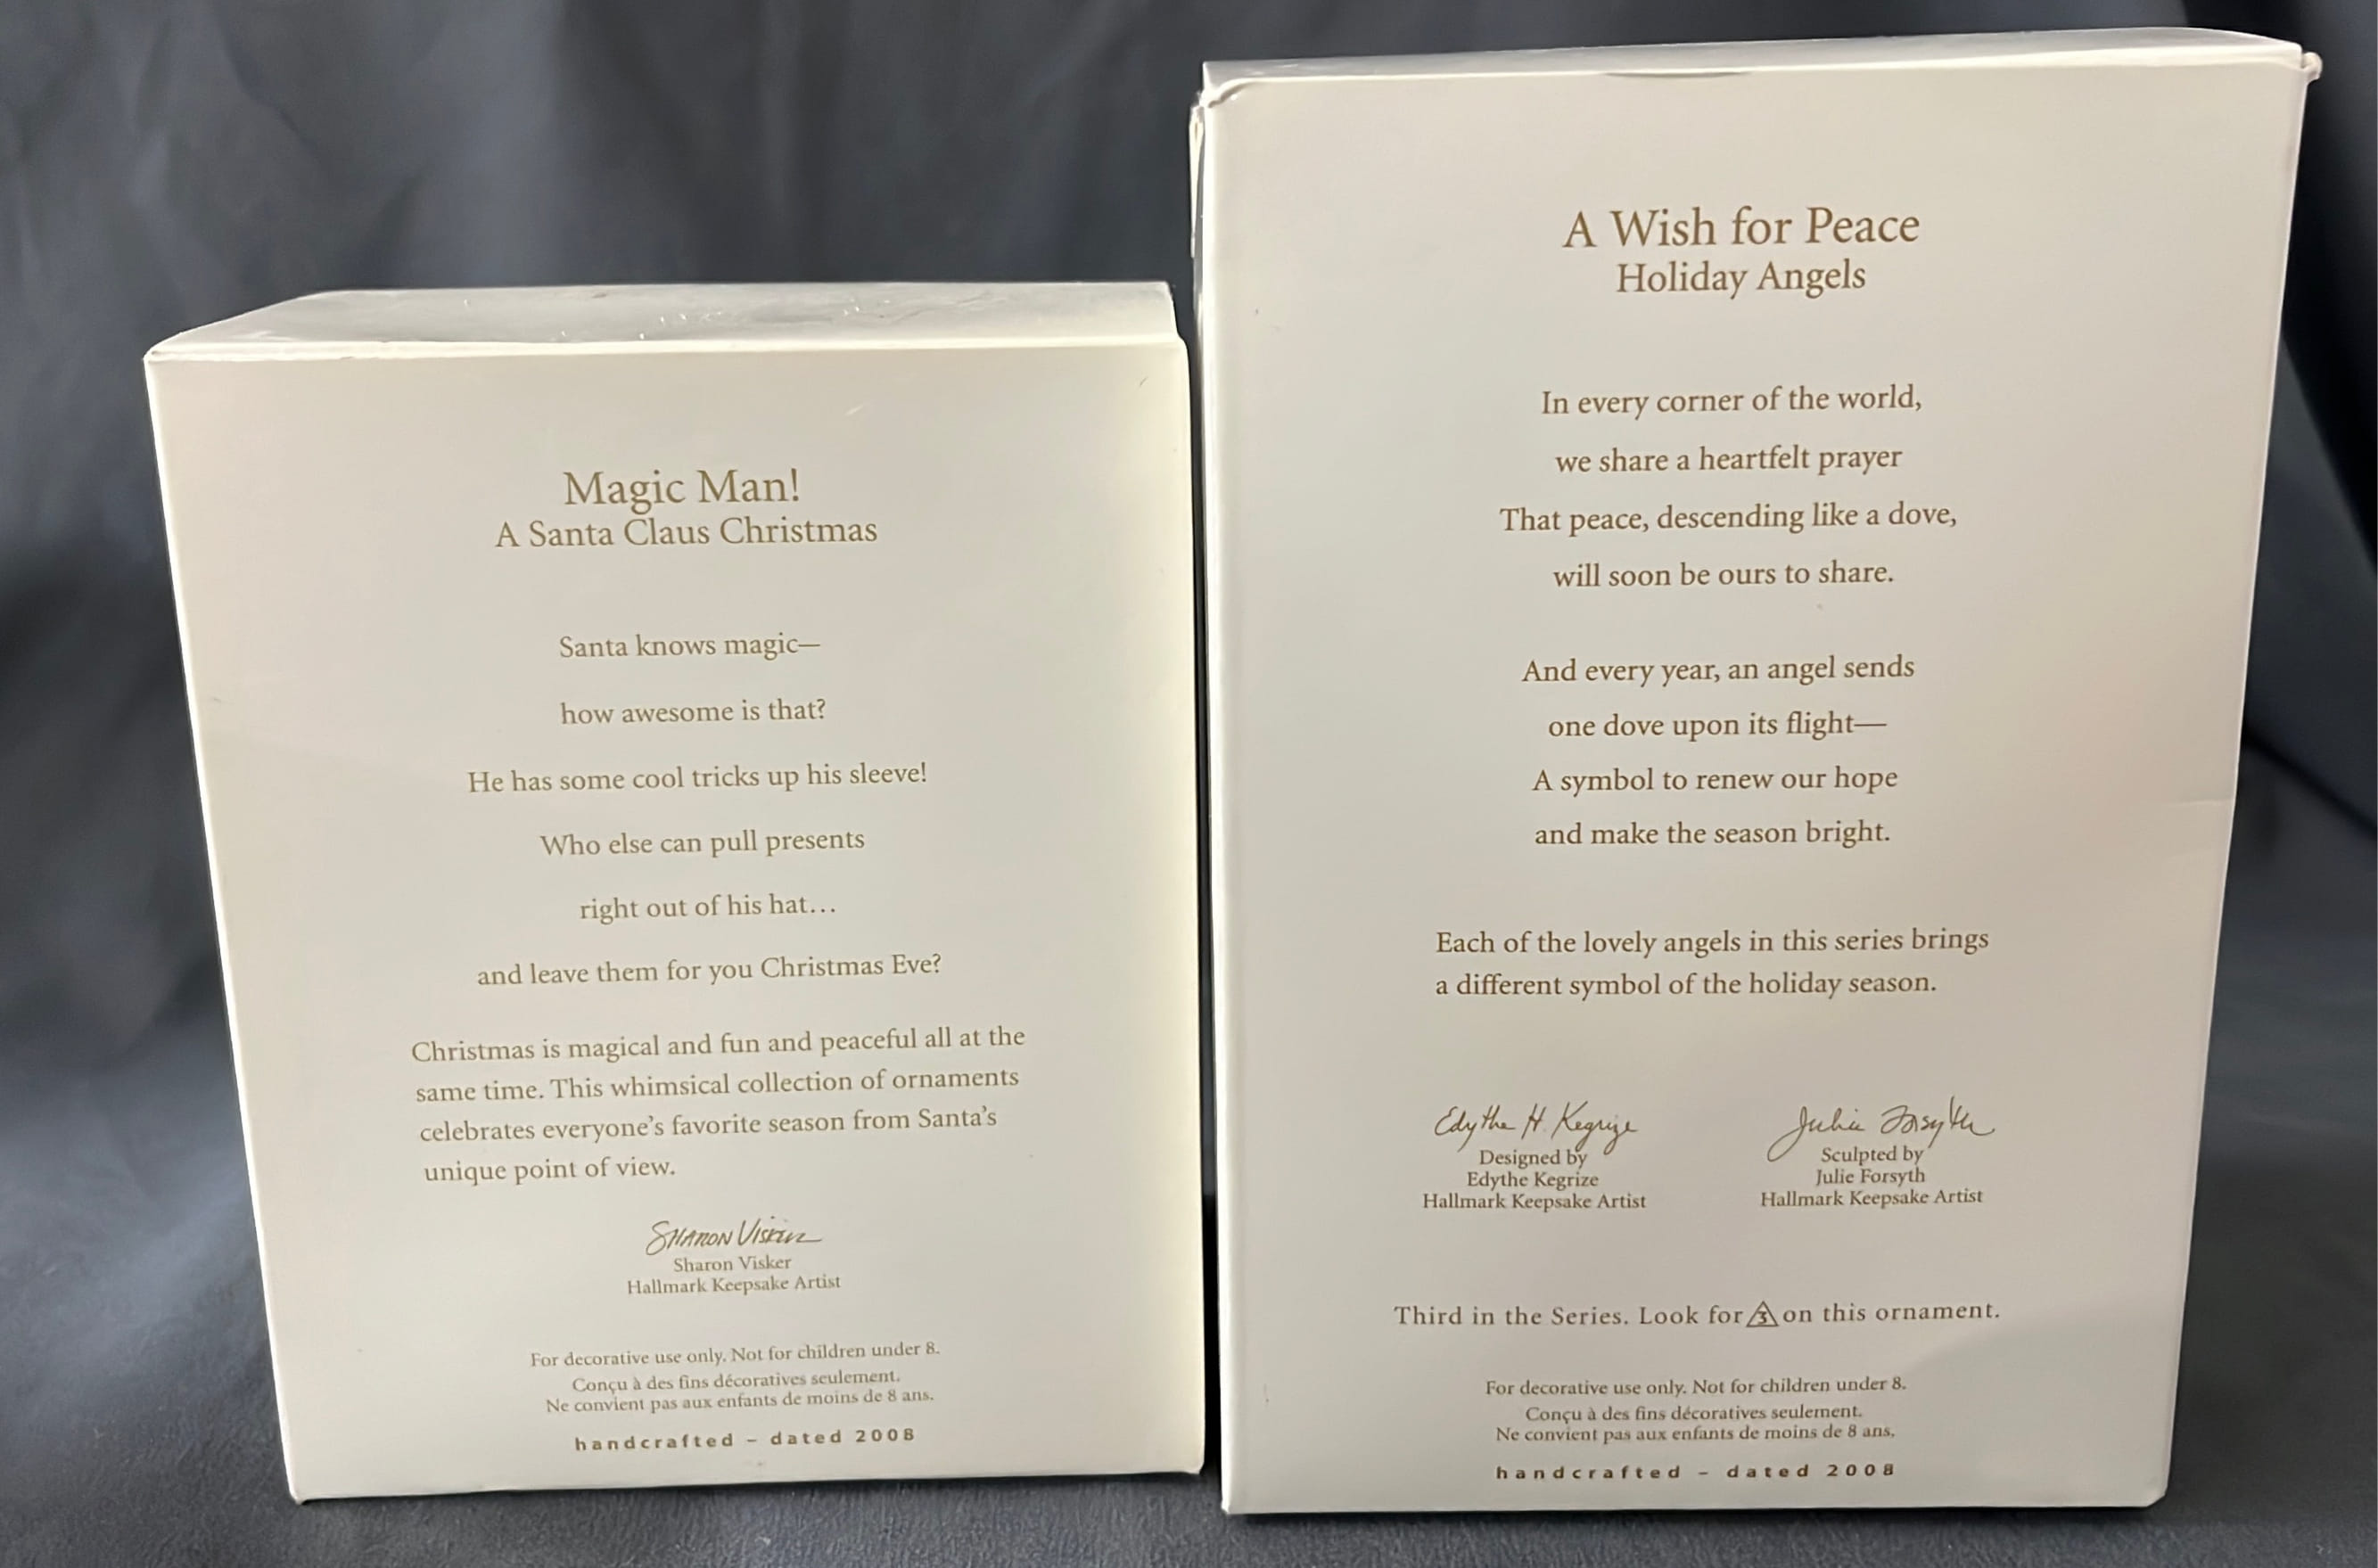 Magic Man!
A Santa Claus Christmas
Santa knows magic—
how awesome is that?
He has some cool tricks up his sleeve!
Who else can pull presents
right out of his hat...
and leave them for you Christmas Eve?
Christmas is magical and fun and peaceful all at the
same time. This whimsical collection of ornaments
celebrates everyone's favorite season from Santa's
unique point of view.
Sharon Visker
Sharon Visker
Hallmark Keepsake Artist
For decorative use only. Not for children under 8.
Conçu à des fins décoratives seulement.
Ne convient pas aux enfants de moins de 8 ans.
handcrafted – dated 2008
A Wish for Peace
Holiday Angels
In every corner of the world,
we share a heartfelt prayer
That peace, descending like a dove,
will soon be ours to share.
And every year, an angel sends
one dove upon its flight—
A symbol to renew our hope
and make the season bright.
Each of the lovely angels in this series brings
a different symbol of the holiday season.
Edythe H. Kegrize
Designed by
Edythe Kegrize
Hallmark Keepsake Artist
Julie Forsyth
Sculpted by
Julie Forsyth
Hallmark Keepsake Artist
Third in the Series. Look for 3 on this ornament.
For decorative use only. Not for children under 8.
Conçu à des fins décoratives seulement.
Ne convient pas aux enfants de moins de 8 ans.
handcrafted – dated 2008